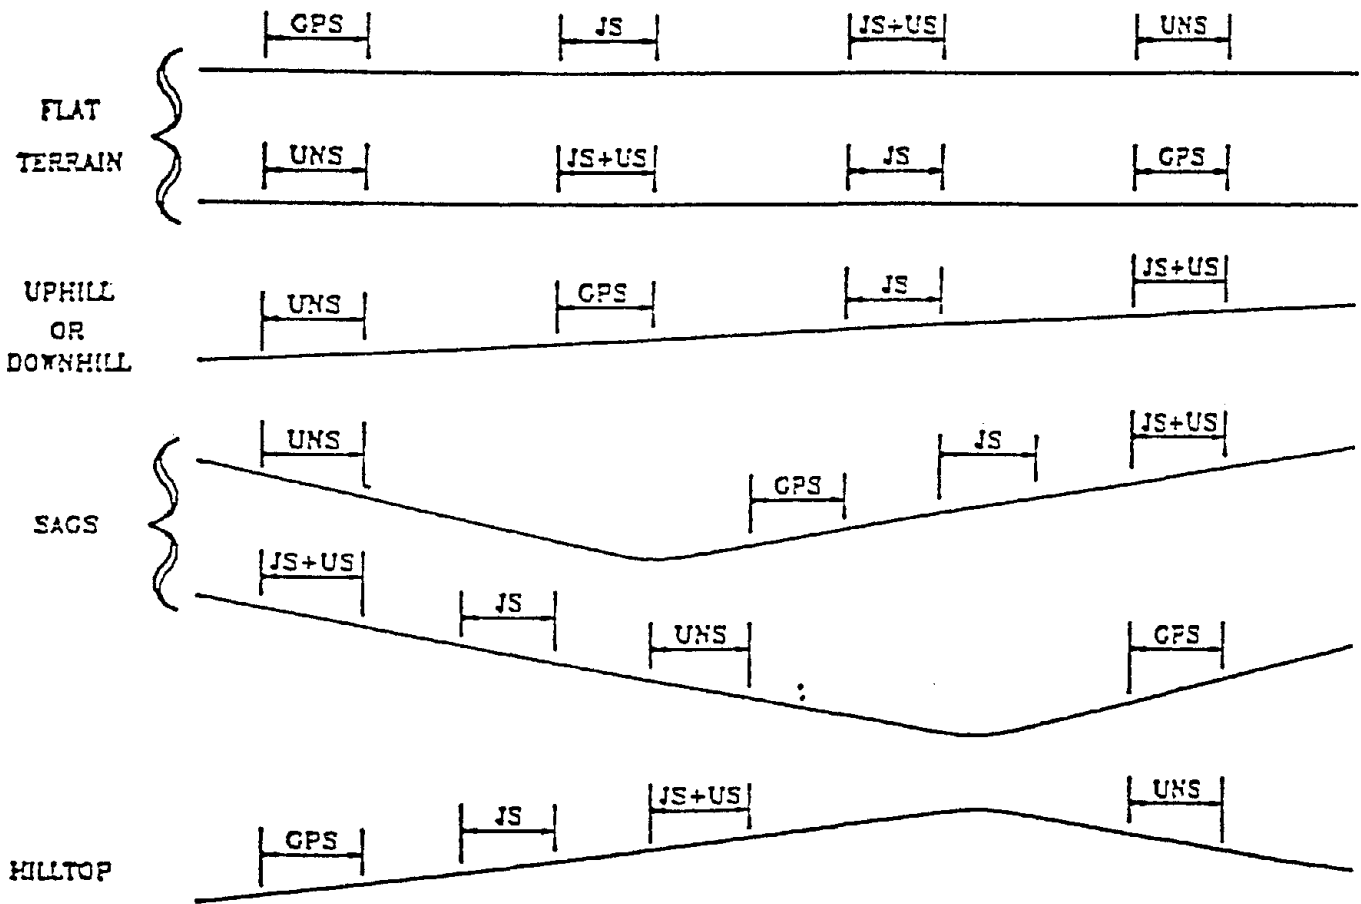 GPS JS JS+US UNS
FLAT
TERRAIN
UNS JS+US JS GPS
UPHILL
OR
DOWNHILL
UNS GPS JS JS+US
SAGS
UNS GPS JS JS+US
JS+US JS UNS GPS
HILLTOP
GPS JS JS+US UNS